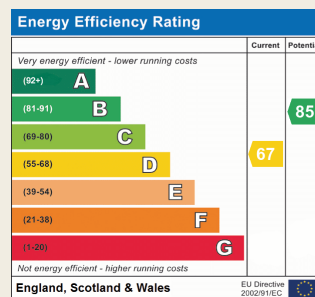 Energy Efficiency Rating
Current
Very energy efficient - lower running costs
(92+) A
(81-91) B
85
(69-80) C
(55-68) D
67
(39-54) E
(21-38) F
(1-20) G
Not energy efficient - higher running costs
England, Scotland & Wales
EU Directive
2002/91/EC